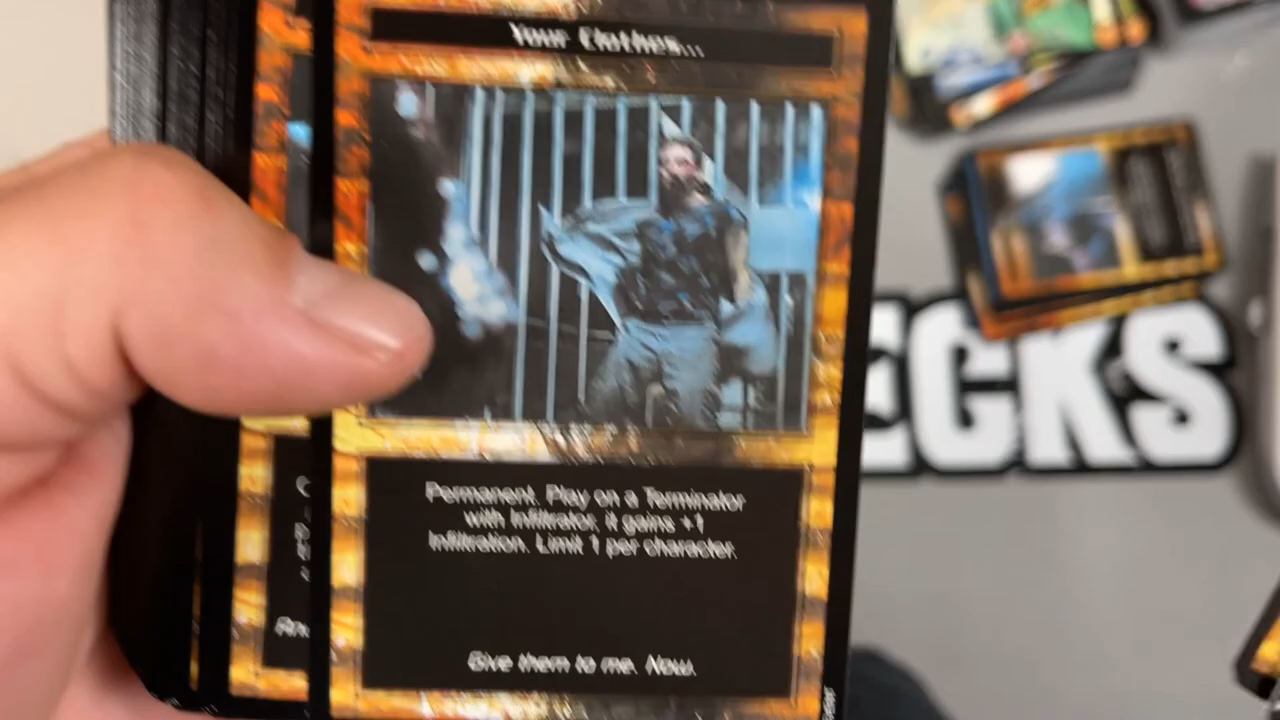 Your Clothes...
Permanent. Play on a Terminator
with Infiltrator, it gains +1
Infiltration. Limit 1 per character.
Give them to me. Now.
ECKS